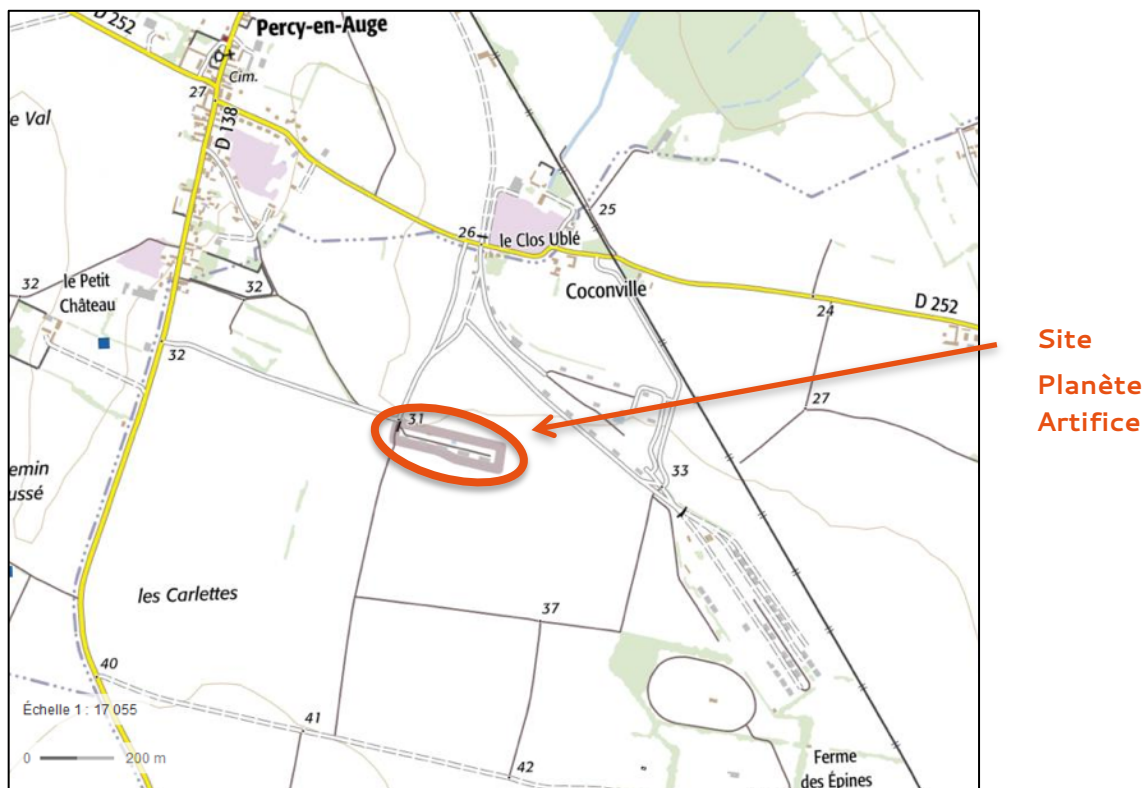 D 252
Percy-en-Auge
Cim.
27
e Val
D 138
25
26
le Clos Ublé
32
le Petit
Château
32
Coconville
24
D 252
32
27
31
Site
Planète
Artifice
emin
ussé
33
les Carlettes
37
40
Échelle 1 : 17 055
41
0
200 m
42
Ferme
des Épines